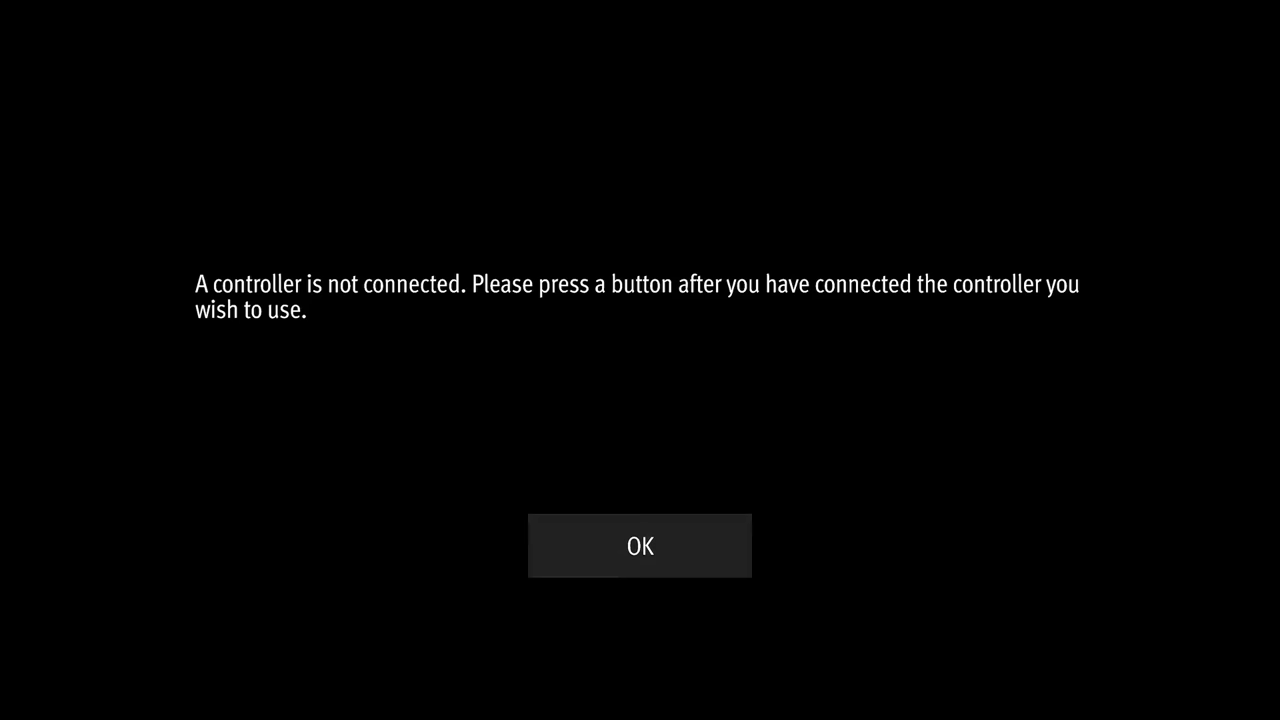 A controller is not connected. Please press a button after you have connected the controller you
wish to use.
OK